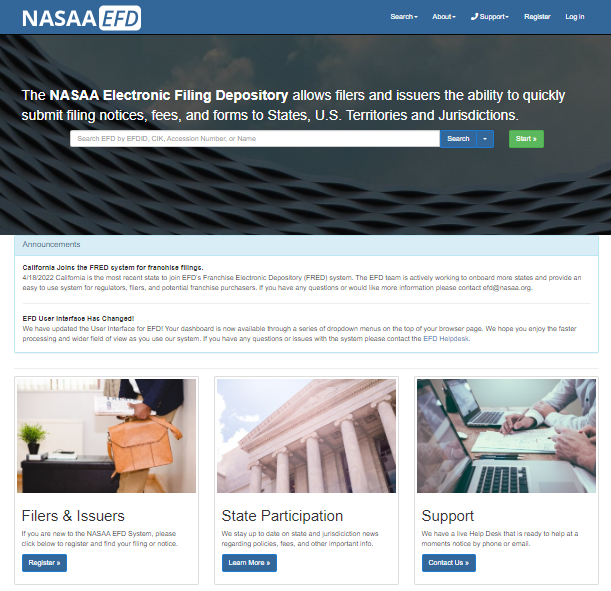 NASAA EFD
Search About Support Register Log in
The NASAA Electronic Filing Depository allows filers and issuers the ability to quickly
submit filing notices, fees, and forms to States, U.S. Territories and Jurisdictions.
Search EFD by EFDID, CIK, Accession Number, or Name Search Start »
Announcements
California Joins the FRED system for franchise filings.
4/18/2022 California is the most recent state to join EFD's Franchise Electronic Depository (FRED) system. The EFD team is actively working to onboard more states and provide an
easy to use system for regulators, filers, and potential franchise purchasers. If you have any questions or would like more information please contact efd@nasaa.org.
EFD User Interface Has Changed!
We have updated the User Interface for EFD! Your dashboard is now available through a series of dropdown menus on the top of your browser page. We hope you enjoy the faster
processing and wider field of view as you use our system. If you have any questions or issues with the system please contact the EFD Helpdesk.
Filers & Issuers
If you are new to the NASAA EFD System, please
click below to register and find your filing or notice.
Register »
State Participation
We stay up to date on state and jurisdiction news
regarding policies, fees, and other important info.
Learn More »
Support
We have a live Help Desk that is ready to help at a
moments notice by phone or email.
Contact Us »